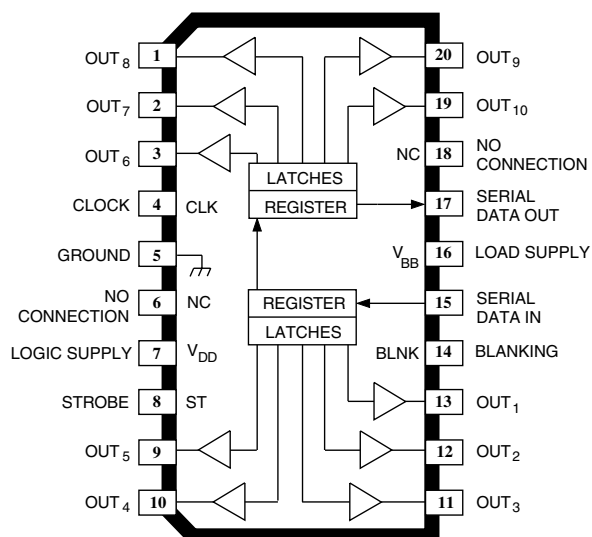 OUT8 1 20 OUT9
OUT7 2 19 OUT10
OUT6 3 NC 18 NO CONNECTION
LATCHES
CLOCK 4 CLK REGISTER 17 SERIAL DATA OUT
GROUND 5 VBB 16 LOAD SUPPLY
NO CONNECTION 6 NC REGISTER 15 SERIAL DATA IN
LATCHES
LOGIC SUPPLY 7 VDD BLNK 14 BLANKING
STROBE 8 ST 13 OUT1
OUT5 9 12 OUT2
OUT4 10 11 OUT3